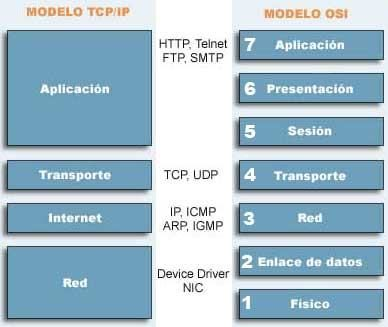 MODELO TCP/IP
MODELO OSI
Aplicación
HTTP, Telnet
FTP, SMTP
7 Aplicación
6 Presentación
5 Sesión
Transporte
TCP, UDP
4 Transporte
Internet
IP, ICMP
ARP, IGMP
3 Red
Red
Device Driver
NIC
2 Enlace de datos
1 Físico